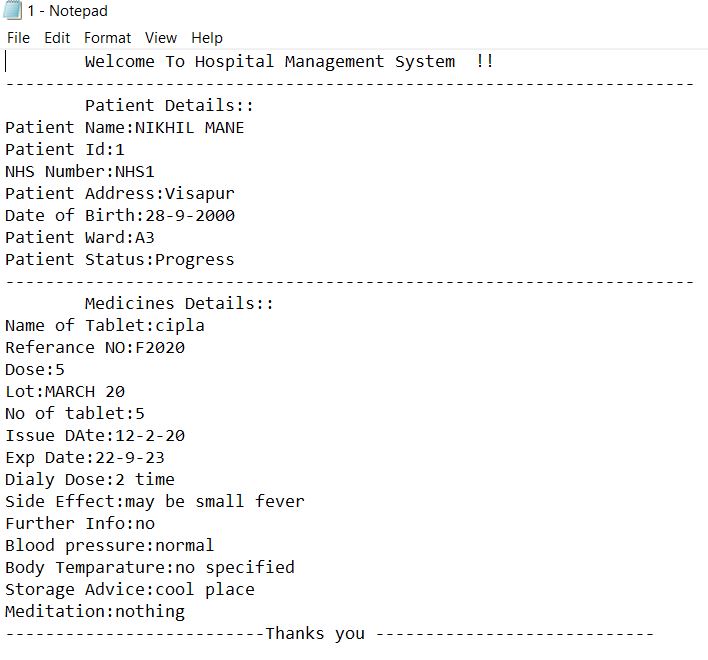 1 - Notepad
File Edit Format View Help
Welcome To Hospital Management System !!
---------------------------------------------------------------------
Patient Details::
Patient Name:NIKHIL MANE
Patient Id:1
NHS Number:NHS1
Patient Address:Visapur
Date of Birth:28-9-2000
Patient Ward:A3
Patient Status:Progress
---------------------------------------------------------------------
Medicines Details::
Name of Tablet:cipla
Referance NO:F2020
Dose:5
Lot:MARCH 20
No of tablet:5
Issue DAte:12-2-20
Exp Date:22-9-23
Dialy Dose:2 time
Side Effect:may be small fever
Further Info:no
Blood pressure:normal
Body Temparature:no specified
Storage Advice:cool place
Meditation:nothing
--------------------------Thanks you ----------------------------